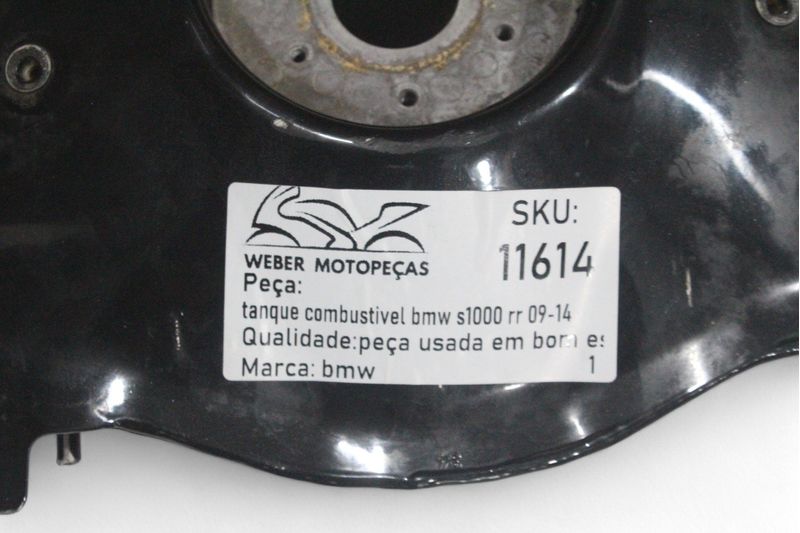 WEBER MOTOPEÇAS
SKU:
11614
Peça:
tanque combustivel bmw s1000 rr 09-14
Qualidade:peça usada em bom es
Marca: bmw
1